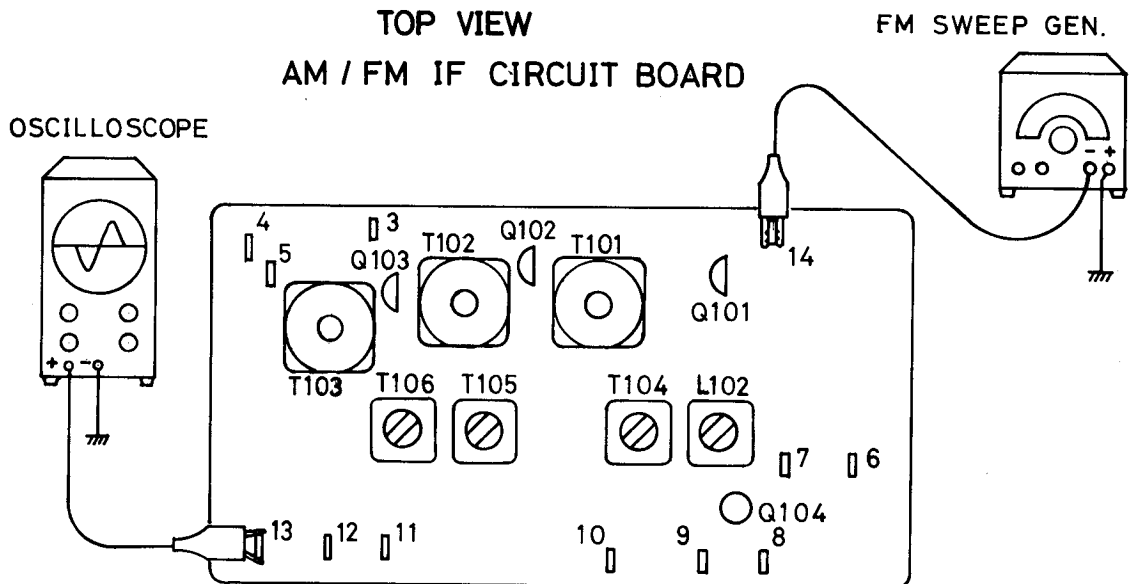 TOP VIEW
FM SWEEP GEN.
AM / FM IF CIRCUIT BOARD
OSCILLOSCOPE
- +
4
3
5
Q103
T102
Q102
T101
14
Q101
+ -
T103
T106
T105
T104
L102
7
6
Q104
13
12
11
10
9
8